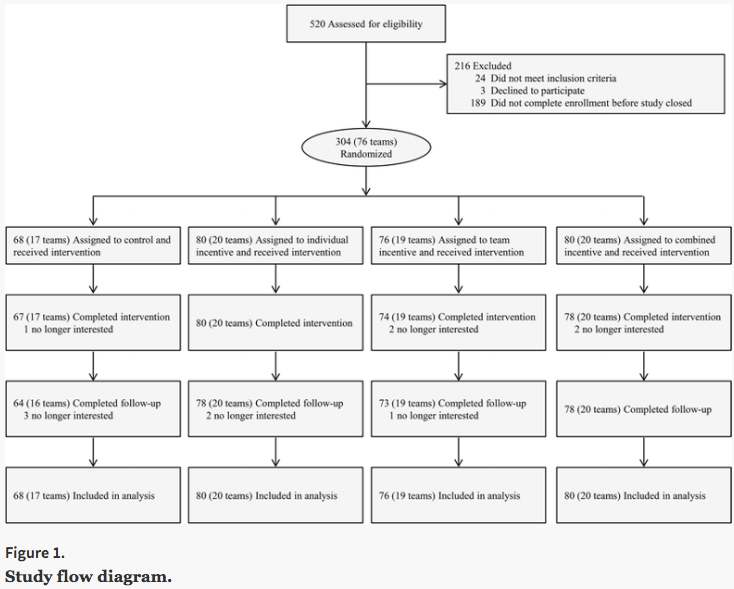 520 Assessed for eligibility
216 Excluded
24 Did not meet inclusion criteria
3 Declined to participate
189 Did not complete enrollment before study closed
304 (76 teams)
Randomized
68 (17 teams) Assigned to control and
received intervention
80 (20 teams) Assigned to individual
incentive and received intervention
76 (19 teams) Assigned to team
incentive and received intervention
80 (20 teams) Assigned to combined
incentive and received intervention
67 (17 teams) Completed intervention
1 no longer interested
80 (20 teams) Completed intervention
74 (19 teams) Completed intervention
2 no longer interested
78 (20 teams) Completed intervention
2 no longer interested
64 (16 teams) Completed follow-up
3 no longer interested
78 (20 teams) Completed follow-up
2 no longer interested
73 (19 teams) Completed follow-up
1 no longer interested
78 (20 teams) Completed follow-up
68 (17 teams) Included in analysis
80 (20 teams) Included in analysis
76 (19 teams) Included in analysis
80 (20 teams) Included in analysis
Figure 1.
Study flow diagram.